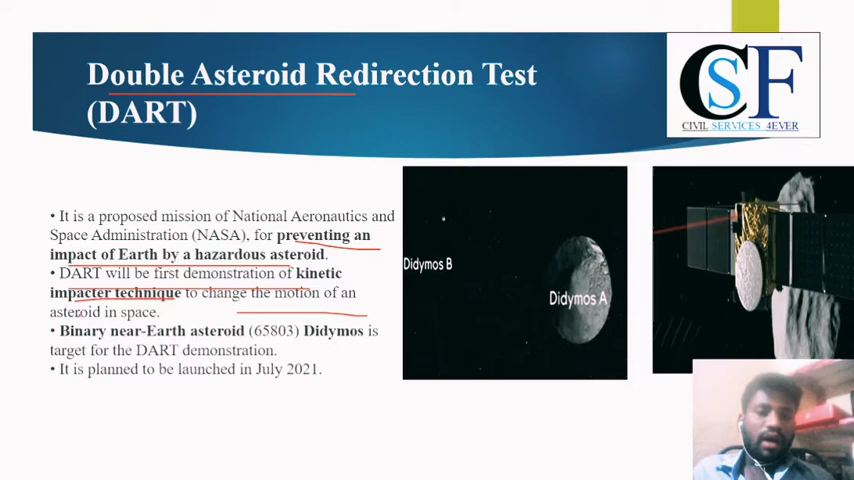 Double Asteroid Redirection Test
(DART)
CSF
CIVIL SERVICES 4EVER
• It is a proposed mission of National Aeronautics and
Space Administration (NASA), for preventing an
impact of Earth by a hazardous asteroid.
• DART will be first demonstration of kinetic
impacter technique to change the motion of an
asteroid in space.
• Binary near-Earth asteroid (65803) Didymos is
target for the DART demonstration.
• It is planned to be launched in July 2021.
Didymos B
Didymos A